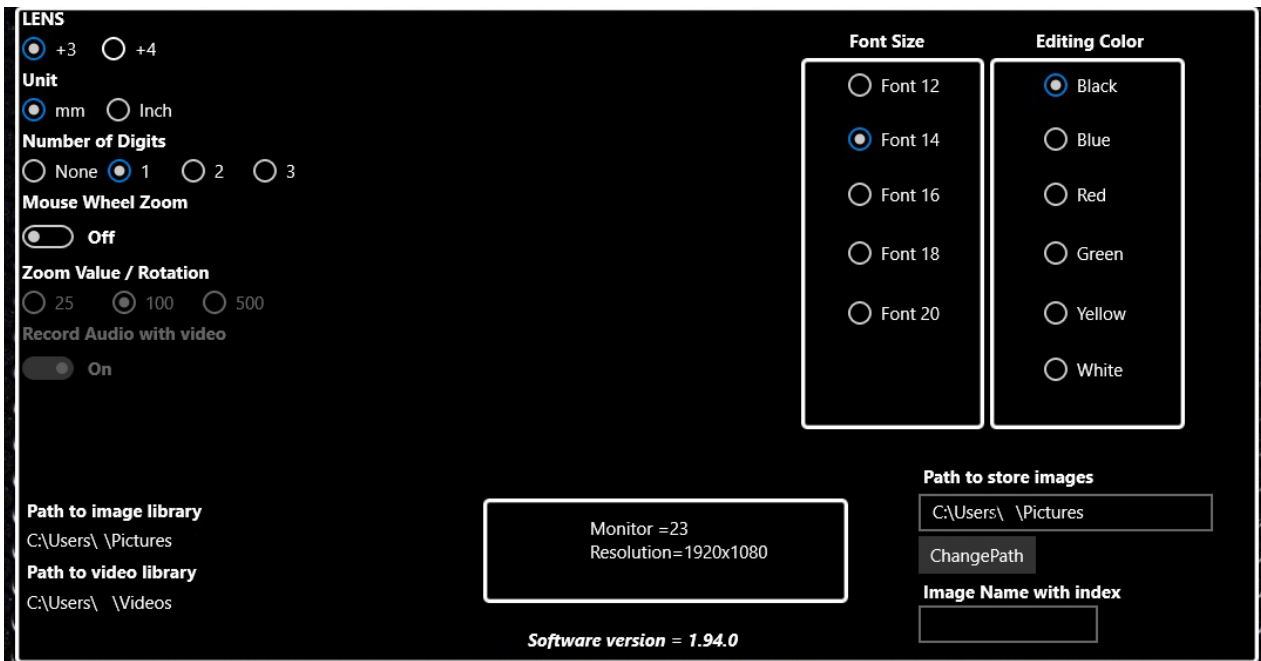 LENS
+3 +4
Unit
mm Inch
Number of Digits
None 1 2 3
Mouse Wheel Zoom
Off
Zoom Value / Rotation
25 100 500
Record Audio with video
On
Font Size
Font 12
Font 14
Font 16
Font 18
Font 20
Editing Color
Black
Blue
Red
Green
Yellow
White
Path to image library
C:\Users\ \Pictures
Path to video library
C:\Users\ \Videos
Monitor =23
Resolution=1920x1080
Software version = 1.94.0
Path to store images
C:\Users\ \Pictures
ChangePath
Image Name with index